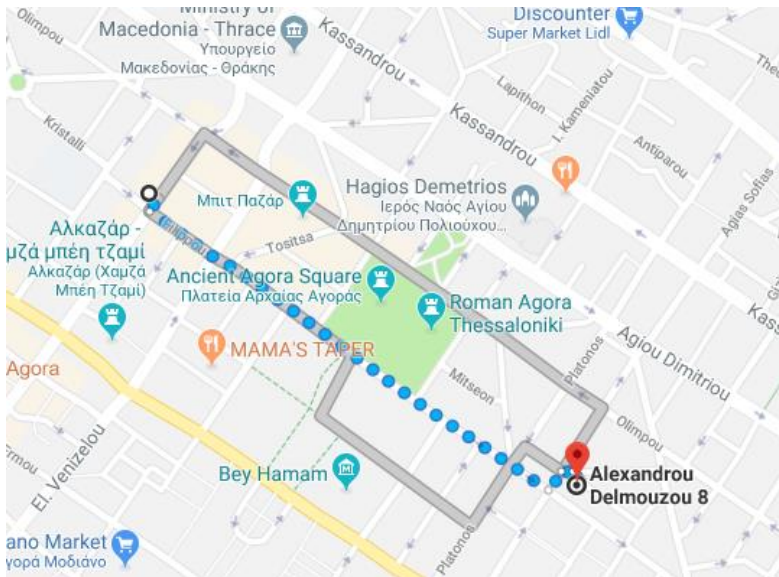 Olimpou
Ministry of
Macedonia - Thrace
Υπουργείο
Μακεδονίας - Θράκης
Discounter
Super Market Lidl
Kassandrou
Lapithon
I. Kameniatou
Antiparou
Kassandrou
Agias Sofias
Kristalli
Μπιτ Παζάρ
Hagios Demetrios
Ιερός Ναός Αγίου
Δημητρίου Πολιούχου...
Αλκαζάρ -
μζά μπέη τζαμί
Αλκαζάρ (Χαμζά
Μπέη Τζαμί)
Filippou
Tositsa
Ancient Agora Square
Πλατεία Αρχαίας Αγοράς
Roman Agora
Thessaloniki
MAMA'S TAPER
Agora
Agiou Dimitriou
Kass
Platonos
Mitseon
Olimpou
Ermou
El. Venizelou
Bey Hamam
Alexandrou
Delmouzou 8
Platonos
ano Market
γορά Μοδιάνο